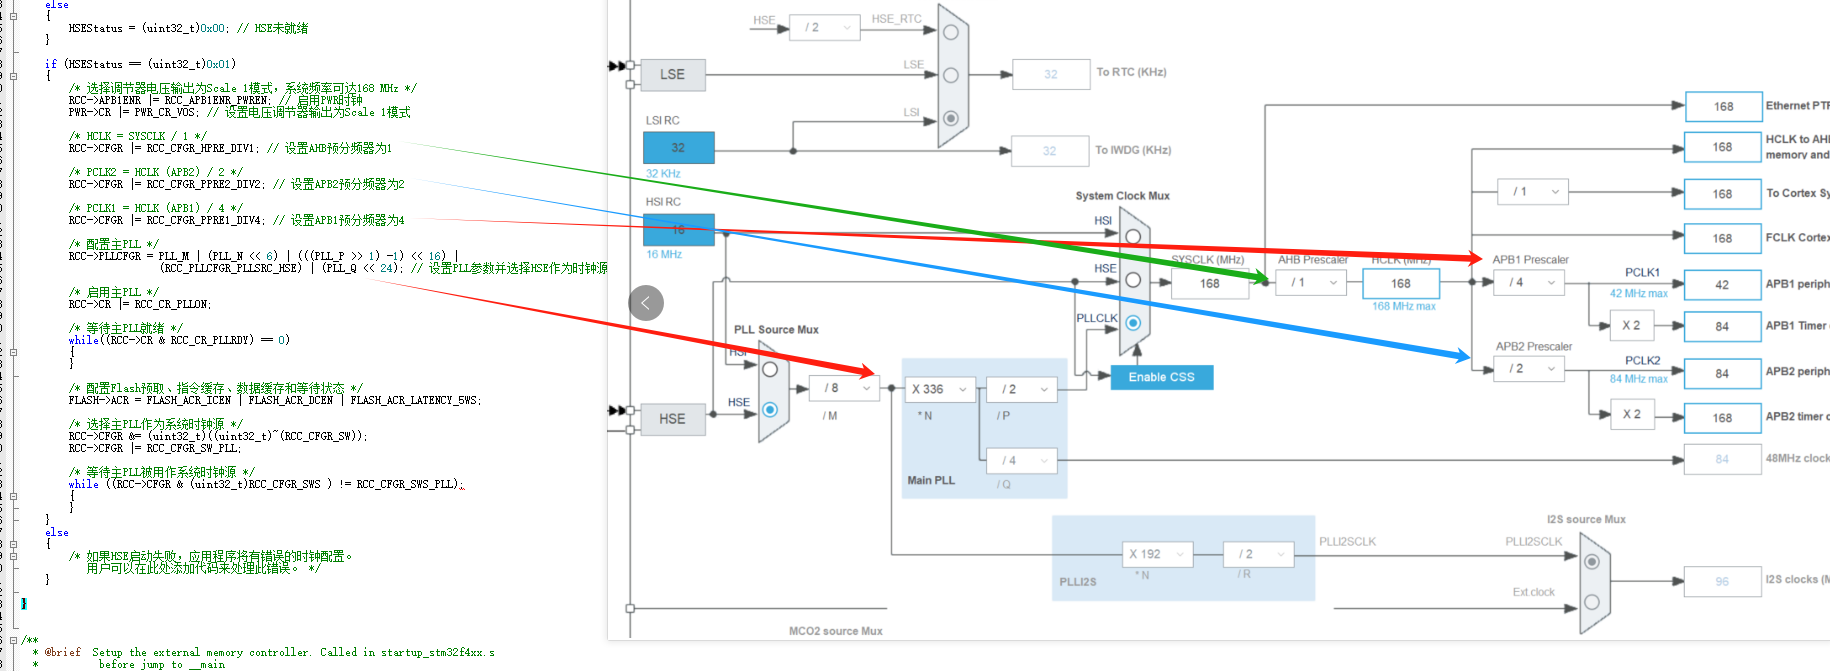 else
{
HSEStatus = (uint32_t)0x00; // HSE未就绪
}
if (HSEStatus == (uint32_t)0x01)
{
/* 选择调节器电压输出为Scale 1模式，系统频率可达168 MHz */
RCC->APB1ENR |= RCC_APB1ENR_PWREN; // 启用PWR时钟
PWR->CR |= PWR_CR_VOS; // 设置电压调节器输出为Scale 1模式
/* HCLK = SYSCLK / 1 */
RCC->CFGR |= RCC_CFGR_HPRE_DIV1; // 设置AHB预分频器为1
/* PCLK2 = HCLK (APB2) / 2 */
RCC->CFGR |= RCC_CFGR_PPRE2_DIV2; // 设置APB2预分频器为2
/* PCLK1 = HCLK (APB1) / 4 */
RCC->CFGR |= RCC_CFGR_PPRE1_DIV4; // 设置APB1预分频器为4
/* 配置主PLL */
RCC->PLLCFGR = PLL_M | (PLL_N << 6) | (((PLL_P >> 1) -1) << 16) |
(RCC_PLLCFGR_PLLSRC_HSE) | (PLL_Q << 24); // 设置PLL参数并选择HSE作为时钟源
/* 启用主PLL */
RCC->CR |= RCC_CR_PLLON;
/* 等待主PLL就绪 */
while((RCC->CR & RCC_CR_PLLRDY) == 0)
{
}
/* 配置Flash预取、指令缓存、数据缓存和等待状态 */
FLASH->ACR = FLASH_ACR_ICEN | FLASH_ACR_DCEN | FLASH_ACR_LATENCY_5WS;
/* 选择主PLL作为系统时钟源 */
RCC->CFGR &= (uint32_t)((uint32_t)~(RCC_CFGR_SW));
RCC->CFGR |= RCC_CFGR_SW_PLL;
/* 等待主PLL被用作系统时钟源 */
while ((RCC->CFGR & (uint32_t)RCC_CFGR_SWS ) != RCC_CFGR_SWS_PLL);
{
}
}
else
{
/* 如果HSE启动失败，应用程序将有错误的时钟配置。
用户可以在此处添加代码来处理此错误。 */
}
}
/**
* @brief Setup the external memory controller. Called in startup_stm32f4xx.s
* before jump to __main
HSE
/ 2
HSE_RTC
LSE
LSE
32
To RTC (KHz)
LSI RC
LSI
32
32
To IWDG (KHz)
32 KHz
HSI RC
16
16 MHz
System Clock Mux
HSI
HSE
PLLCLK
Enable CSS
SYSCLK (MHz)
168
AHB Prescaler
/ 1
HCLK (MHz)
168
168 MHz max
168
Ethernet PTP
168
HCLK to AHB
memory and
/ 1
168
To Cortex Sy
168
FCLK Cortex
APB1 Prescaler
/ 4
PCLK1
42 MHz max
42
APB1 periph
X 2
84
APB1 Timer
APB2 Prescaler
/ 2
PCLK2
84 MHz max
84
APB2 periph
X 2
168
APB2 timer
84
48MHz clock
PLL Source Mux
HSI
HSE
HSE
/ 8
/ M
X 336
* N
/ 2
/ P
/ 4
/ Q
Main PLL
X 192
* N
/ 2
/ R
PLLI2S
PLLI2SCLK
I2S source Mux
PLLI2SCLK
Ext.clock
96
I2S clocks (M
MCO2 source Mux